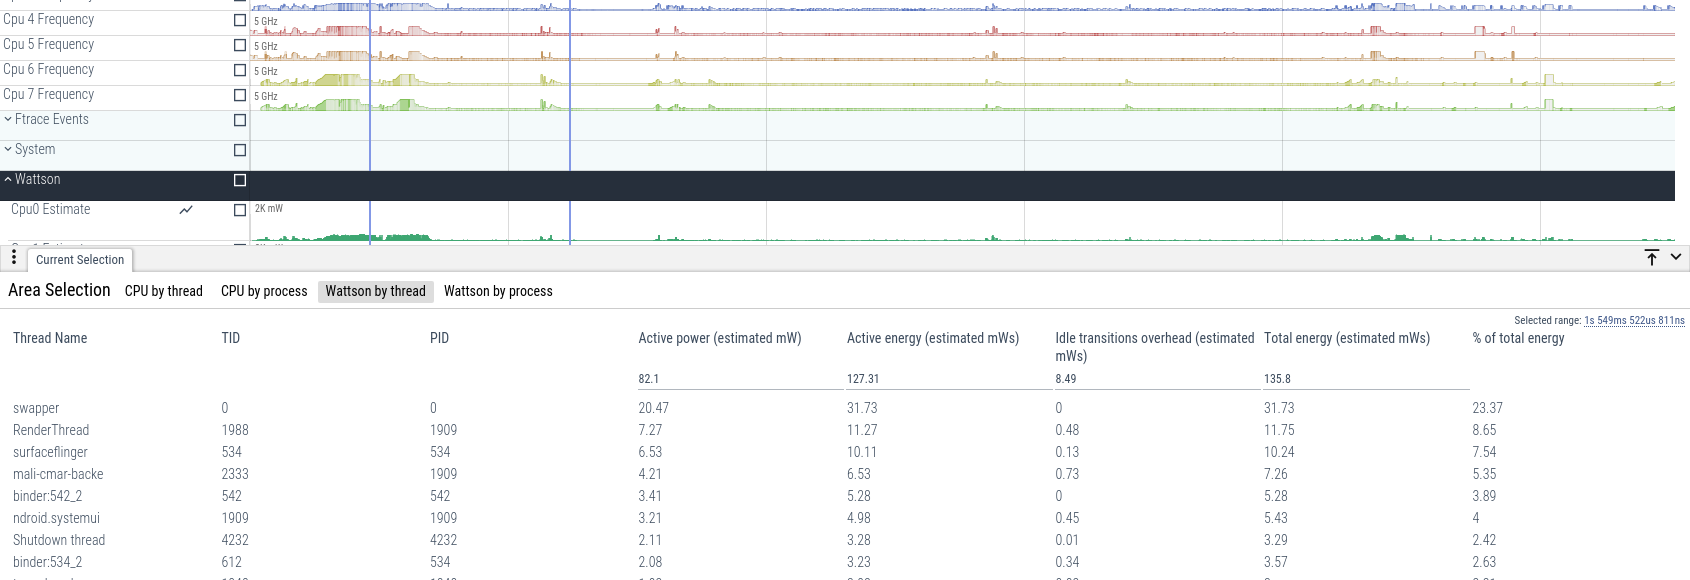 Cpu 4 Frequency 5 GHz
Cpu 5 Frequency 5 GHz
Cpu 6 Frequency 5 GHz
Cpu 7 Frequency 5 GHz
Ftrace Events
System
Wattson
Cpu0 Estimate 2K mW
Current Selection
Area Selection CPU by thread CPU by process Wattson by thread Wattson by process
Selected range: 1s 549ms 522us 811ns
Thread Name TID PID Active power (estimated mW) Active energy (estimated mWs) Idle transitions overhead (estimated mWs) Total energy (estimated mWs) % of total energy
82.1 127.31 8.49 135.8
swapper 0 0 20.47 31.73 0 31.73 23.37
RenderThread 1988 1909 7.27 11.27 0.48 11.75 8.65
surfaceflinger 534 534 6.53 10.11 0.13 10.24 7.54
mali-cmar-backe 2333 1909 4.21 6.53 0.73 7.26 5.35
binder:542_2 542 542 3.41 5.28 0 5.28 3.89
ndroid.systemui 1909 1909 3.21 4.98 0.45 5.43 4
Shutdown thread 4232 4232 2.11 3.28 0.01 3.29 2.42
binder:534_2 612 534 2.08 3.23 0.34 3.57 2.63